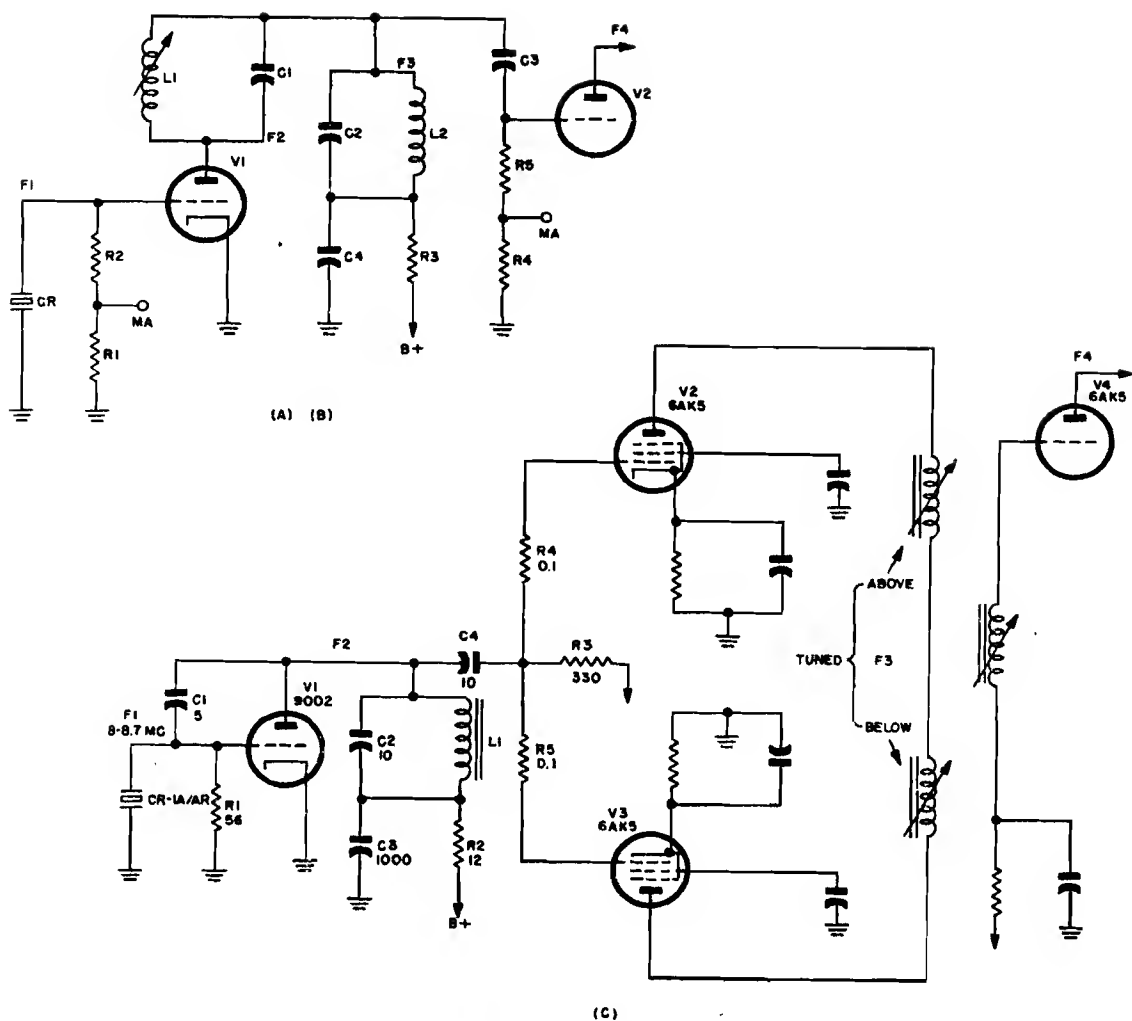 F4
L1
C1
C3
F3
V2
F2
C2
L2
V1
R5
F1
MA
R2
C4
R3
R4
CR
MA
B+
R1
(A) (B)
V2
6AK5
F4
V4
6AK5
R4
0.1
ABOVE
F2
C4
10
R3
330
TUNED
F3
C1
5
V1
9002
F1
8-8.7 MC
BELOW
C2
10
L1
R5
0.1
CR-1A/AR
R1
56
V3
6AK5
C3
1000
R2
12
B+
(C)